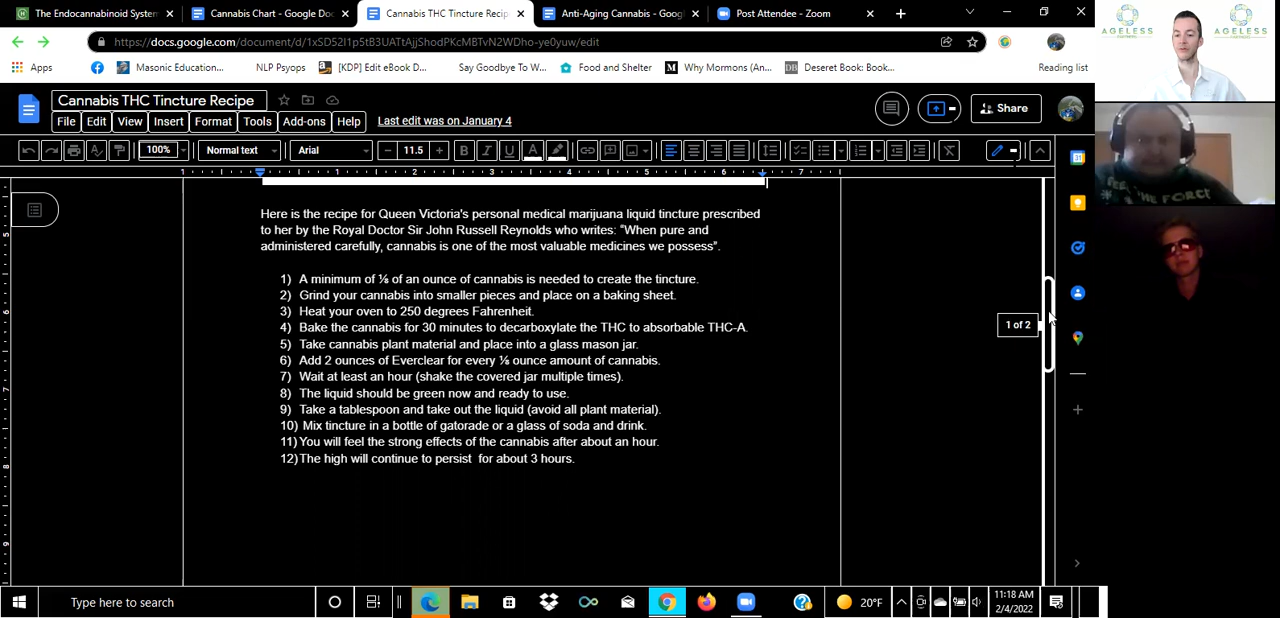 The Endocannabinoid System
Cannabis Chart - Google Doc
Cannabis THC Tincture Recip
Anti-Aging Cannabis - Googl
Post Attendee - Zoom
https://docs.google.com/document/d/1xSD52I1p5tB3UATtAjjShodPKcMBTvN2WDho-ye0yuw/edit
Apps
Masonic Education...
NLP Psyops
[KDP] Edit eBook D...
Say Goodbye To W...
Food and Shelter
Why Mormons (An...
Deseret Book: Book...
Reading list
Cannabis THC Tincture Recipe
File Edit View Insert Format Tools Add-ons Help
Last edit was on January 4
Share
100% Normal text Arial 11.5
Here is the recipe for Queen Victoria's personal medical marijuana liquid tincture prescribed
to her by the Royal Doctor Sir John Russell Reynolds who writes: "When pure and
administered carefully, cannabis is one of the most valuable medicines we possess".
1) A minimum of ⅛ of an ounce of cannabis is needed to create the tincture.
2) Grind your cannabis into smaller pieces and place on a baking sheet.
3) Heat your oven to 250 degrees Fahrenheit.
4) Bake the cannabis for 30 minutes to decarboxylate the THC to absorbable THC-A.
5) Take cannabis plant material and place into a glass mason jar.
6) Add 2 ounces of Everclear for every ⅛ ounce amount of cannabis.
7) Wait at least an hour (shake the covered jar multiple times).
8) The liquid should be green now and ready to use.
9) Take a tablespoon and take out the liquid (avoid all plant material).
10) Mix tincture in a bottle of gatorade or a glass of soda and drink.
11) You will feel the strong effects of the cannabis after about an hour.
12) The high will continue to persist for about 3 hours.
1 of 2
AGELESS
AGELESS
THE FORCE
Type here to search
20°F
11:18 AM
2/4/2022